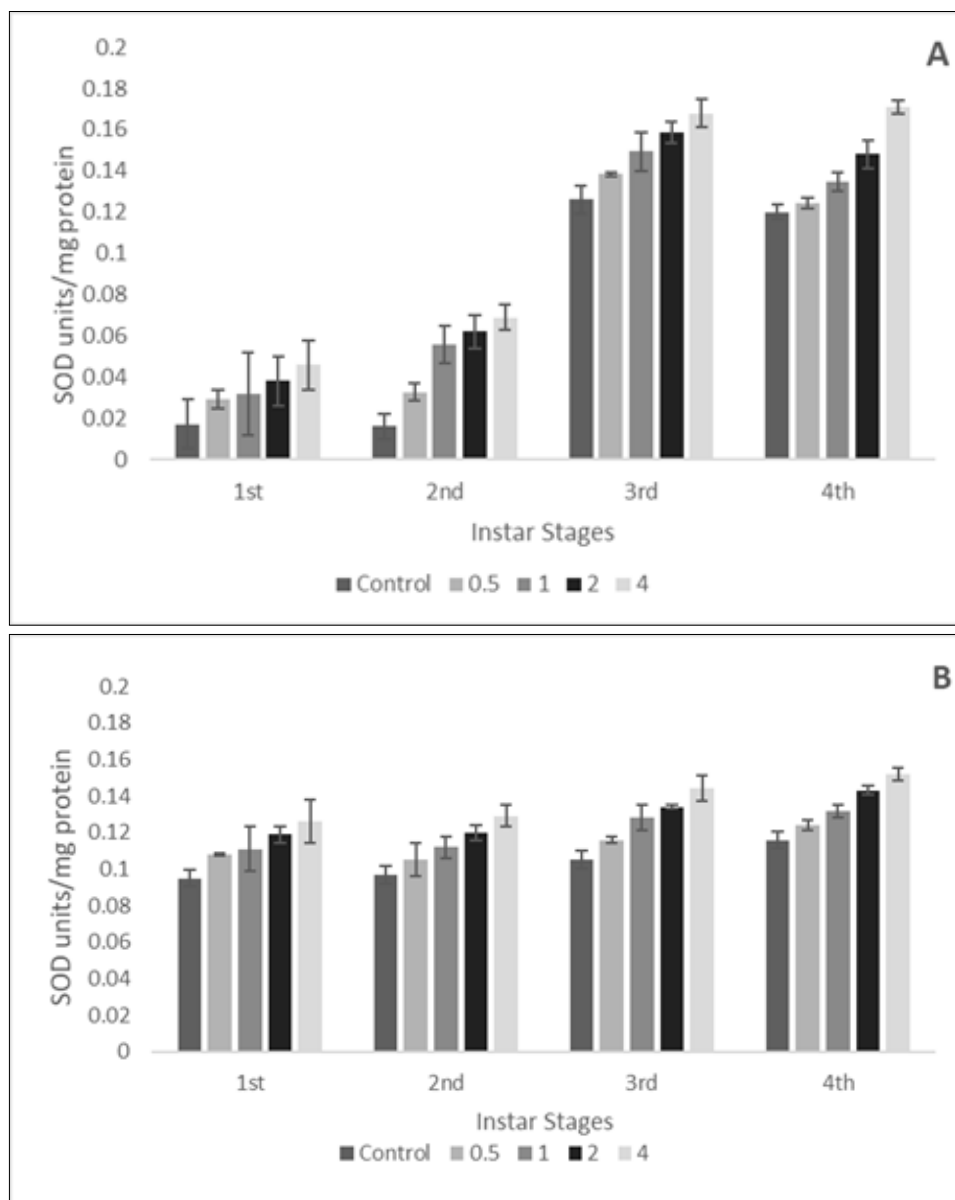 A
0.2
0.18
0.16
0.14
0.12
0.1
0.08
0.06
0.04
0.02
0
SOD units/mg protein
1st 2nd 3rd 4th
Instar Stages
Control 0.5 1 2 4
B
0.2
0.18
0.16
0.14
0.12
0.1
0.08
0.06
0.04
0.02
0
SOD units/mg protein
1st 2nd 3rd 4th
Instar Stages
Control 0.5 1 2 4